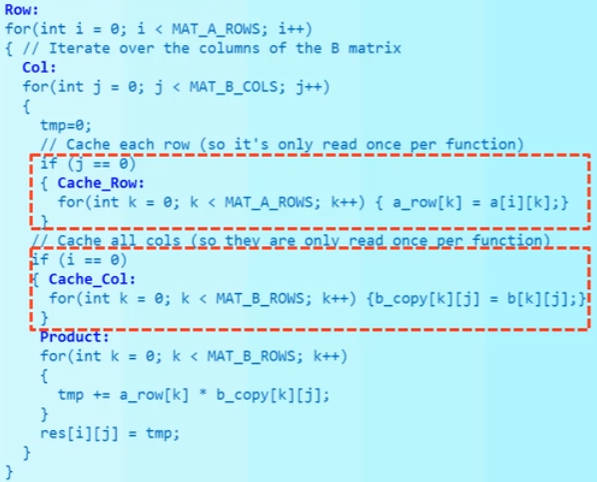 Row:
for(int i = 0; i < MAT_A_ROWS; i++)
{ // Iterate over the columns of the B matrix
Col:
for(int j = 0; j < MAT_B_COLS; j++)
{
tmp=0;
// Cache each row (so it's only read once per function)
if (j == 0)
{ Cache_Row:
for(int k = 0; k < MAT_A_ROWS; k++) { a_row[k] = a[i][k];}
}
// Cache all cols (so they are only read once per function)
if (i == 0)
{ Cache_Col:
for(int k = 0; k < MAT_B_ROWS; k++) {b_copy[k][j] = b[k][j];}
}
Product:
for(int k = 0; k < MAT_B_ROWS; k++)
{
tmp += a_row[k] * b_copy[k][j];
}
res[i][j] = tmp;
}
}